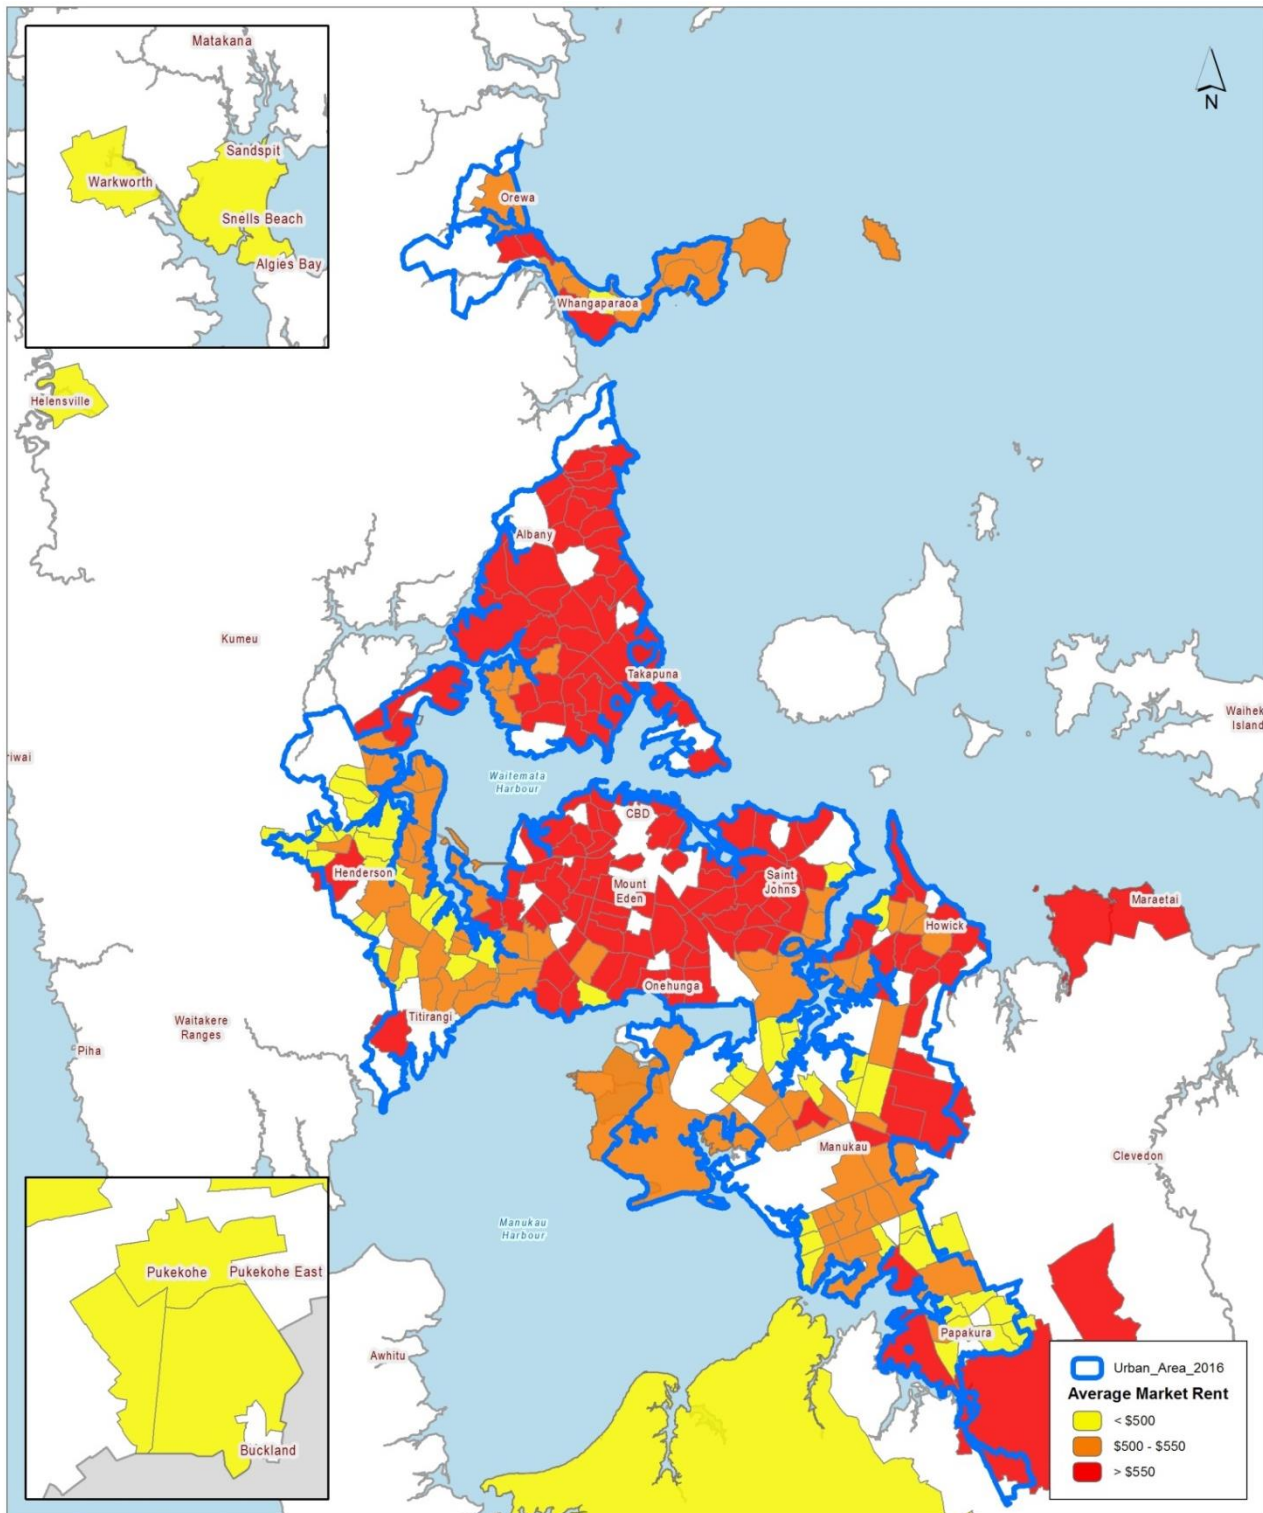 Matakana
Sandspit
Warkworth
Snells Beach
Algies Bay
N
Orewa
Whangaparaoa
Helensville
Albany
Kumeu
Takapuna
Waihek
Island
riwai
Waitemata
Harbour
CBD
Henderson
Mount
Eden
Saint
Johns
Howick
Maraetai
Onehunga
Titirangi
Waitakere
Ranges
Piha
Manukau
Clevedon
Manukau
Harbour
Pukekohe
Pukekohe East
Buckland
Awhitu
Papakura
Urban_Area_2016
Average Market Rent
< $500
$500 - $550
> $550